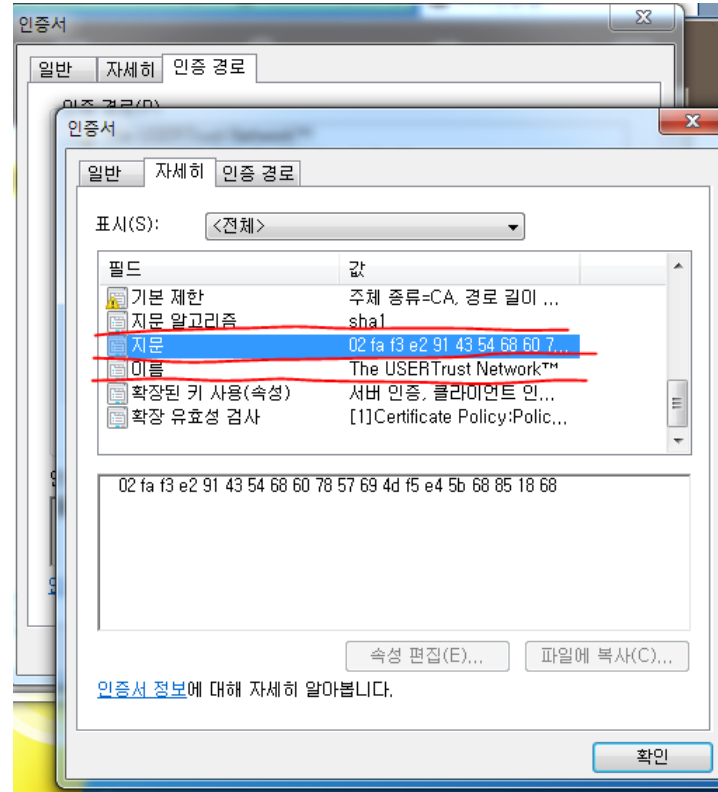 인증서
일반 자세히 인증 경로
인증 경로(P)
인증서
일반 자세히 인증 경로
표시(S): <전체>
필드 값
기본 제한 주체 종류=CA, 경로 길이 ...
지문 알고리즘 sha1
지문 02 fa f3 e2 91 43 54 68 60 7...
이름 The USERTrust Network™
확장된 키 사용(속성) 서버 인증, 클라이언트 인...
확장 유효성 검사 [1]Certificate Policy:Polic...
02 fa f3 e2 91 43 54 68 60 78 57 69 4d f5 e4 5b 68 85 18 68
속성 편집(E)... 파일에 복사(C)...
인증서 정보에 대해 자세히 알아봅니다.
확인